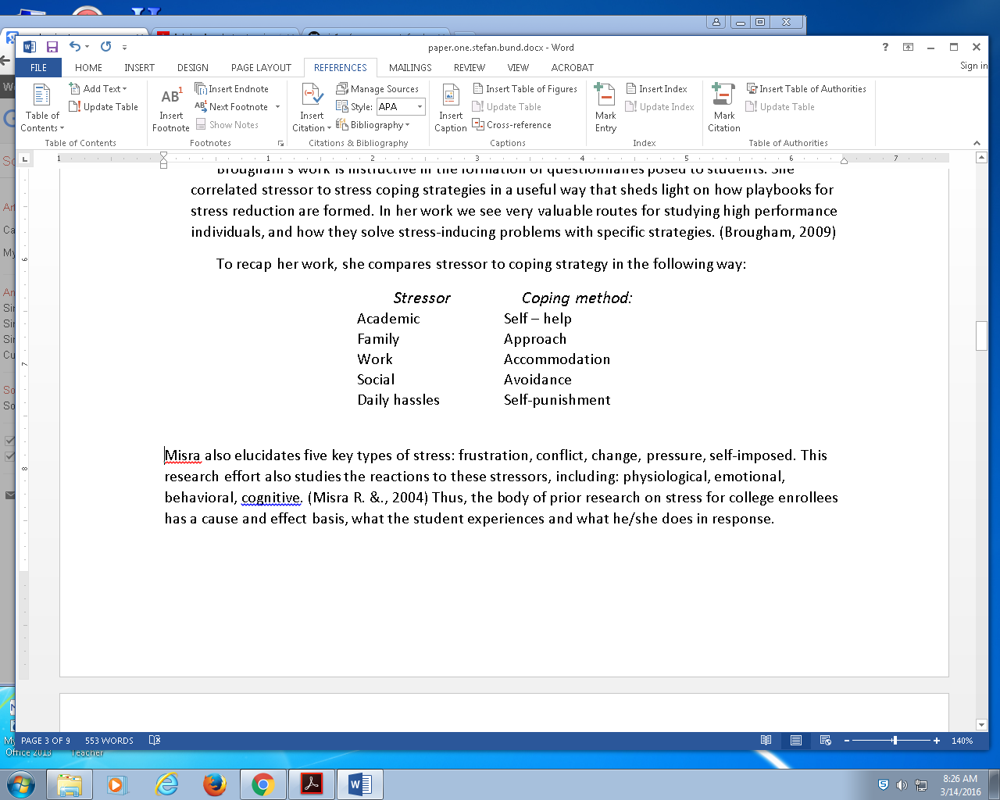 paper.one.stefan.bund.docx - Word
Sign in
FILE HOME INSERT DESIGN PAGE LAYOUT REFERENCES MAILINGS REVIEW VIEW ACROBAT
Table of Contents
Add Text
Update Table
Table of Contents
AB1
Insert Footnote
Insert Endnote
Next Footnote
Show Notes
Footnotes
Insert Citation
Manage Sources
Style: APA
Bibliography
Citations & Bibliography
Insert Caption
Insert Table of Figures
Update Table
Cross-reference
Captions
Mark Entry
Insert Index
Update Index
Index
Mark Citation
Insert Table of Authorities
Update Table
Table of Authorities
1 1 2 3 4 5 6 7
Brougham's work is instructive in the formation of questionnaires posed to students. She
correlated stressor to stress coping strategies in a useful way that sheds light on how playbooks for
stress reduction are formed. In her work we see very valuable routes for studying high performance
individuals, and how they solve stress-inducing problems with specific strategies. (Brougham, 2009)
To recap her work, she compares stressor to coping strategy in the following way:
Stressor Coping method:
Academic Self – help
Family Approach
Work Accommodation
Social Avoidance
Daily hassles Self-punishment
Misra also elucidates five key types of stress: frustration, conflict, change, pressure, self-imposed. This
research effort also studies the reactions to these stressors, including: physiological, emotional,
behavioral, cognitive. (Misra R. &., 2004) Thus, the body of prior research on stress for college enrollees
has a cause and effect basis, what the student experiences and what he/she does in response.
6
7
8
PAGE 3 OF 9 553 WORDS 140%
Office 2013 Teacher
8:26 AM
3/14/2016